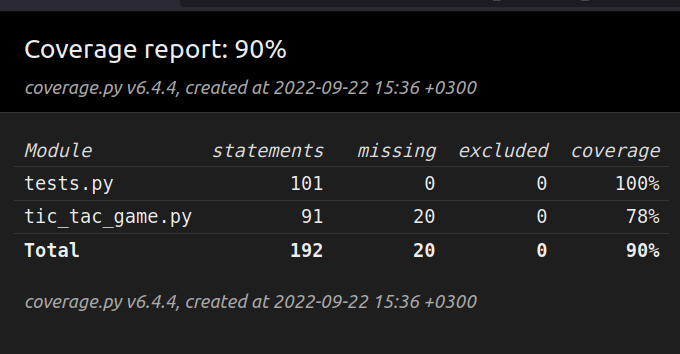 Coverage report: 90%
coverage.py v6.4.4, created at 2022-09-22 15:36 +0300
Module statements missing excluded coverage
tests.py 101 0 0 100%
tic_tac_game.py 91 20 0 78%
Total 192 20 0 90%
coverage.py v6.4.4, created at 2022-09-22 15:36 +0300